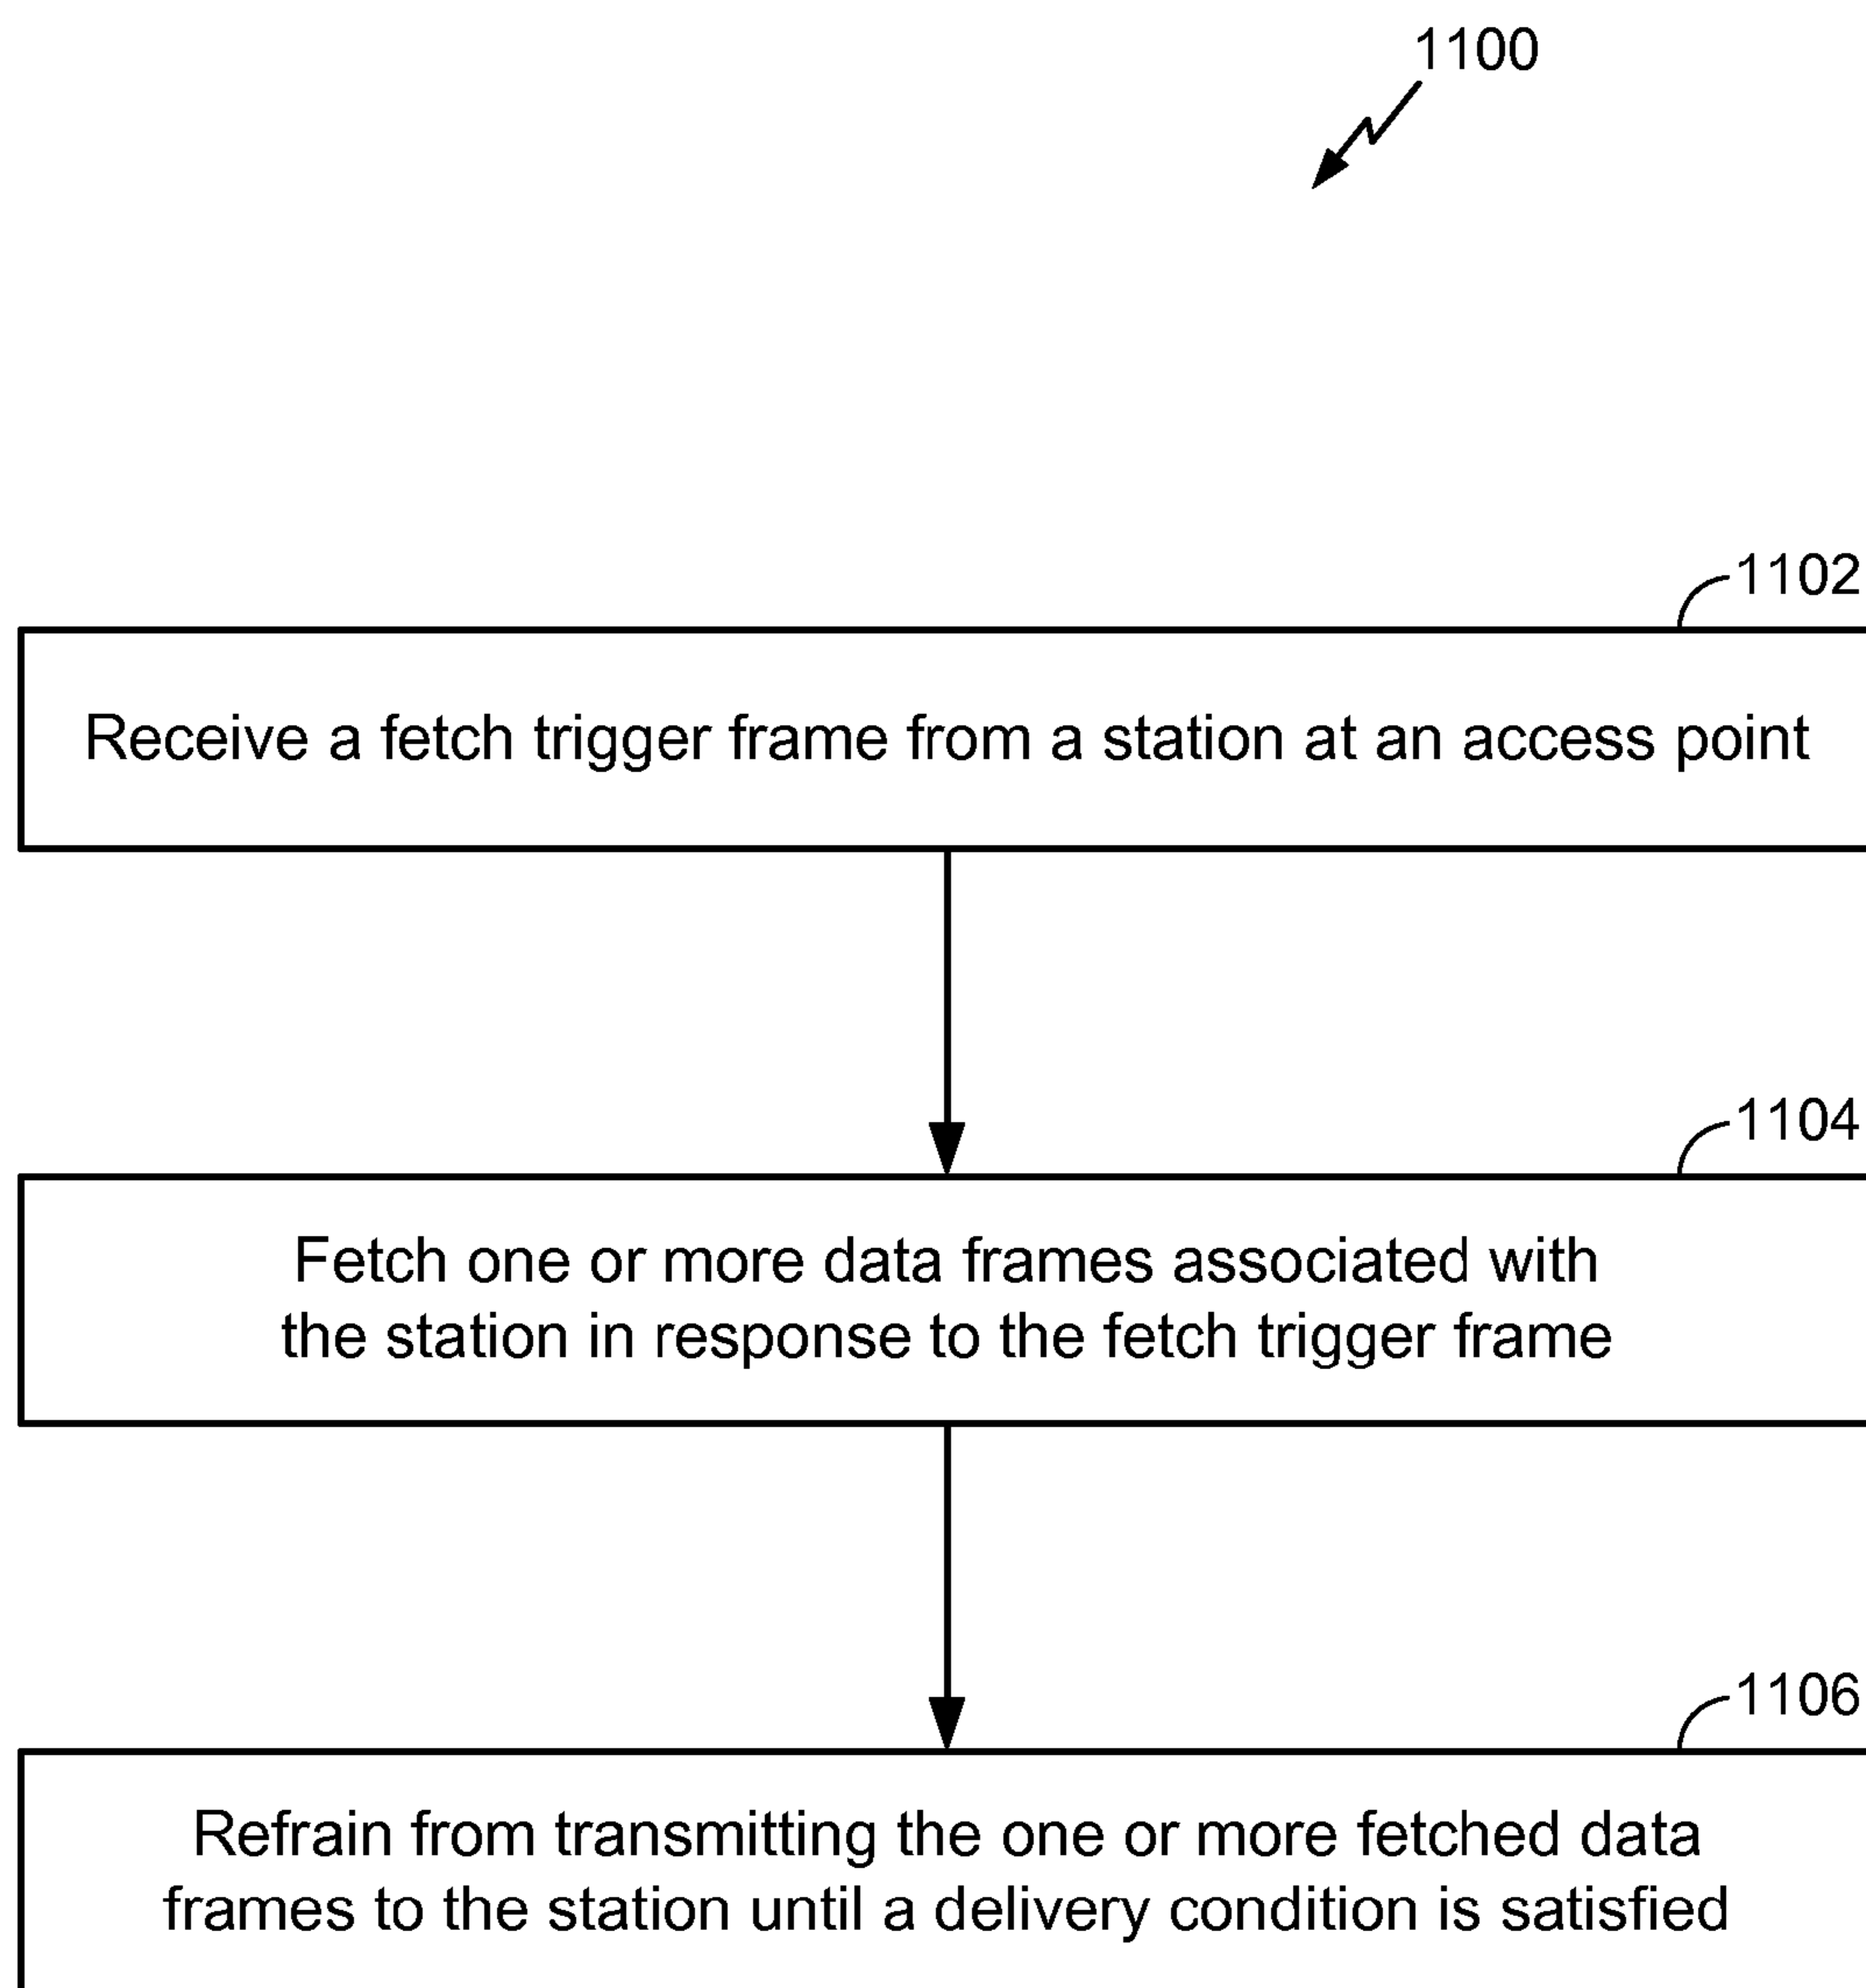 1100
1102
Receive a fetch trigger frame from a station at an access point
1104
Fetch one or more data frames associated with
the station in response to the fetch trigger frame
1106
Refrain from transmitting the one or more fetched data
frames to the station until a delivery condition is satisfied